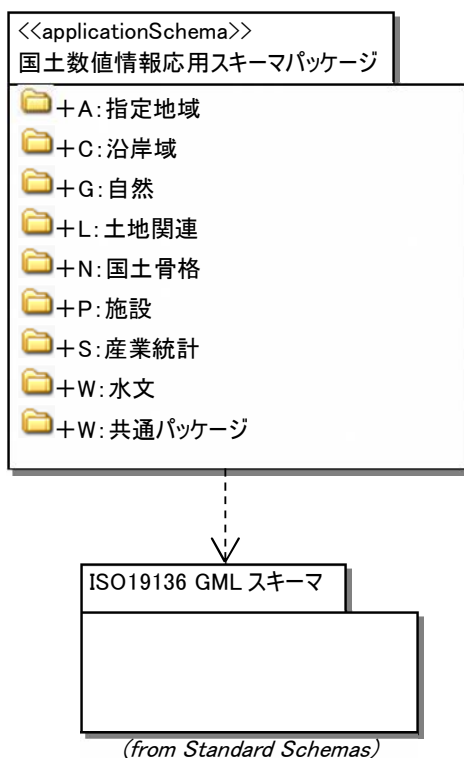 <<applicationSchema>>
国土数値情報応用スキーマパッケージ
+A:指定地域
+C:沿岸域
+G:自然
+L:土地関連
+N:国土骨格
+P:施設
+S:産業統計
+W:水文
+W:共通パッケージ
ISO19136 GML スキーマ
(from Standard Schemas)